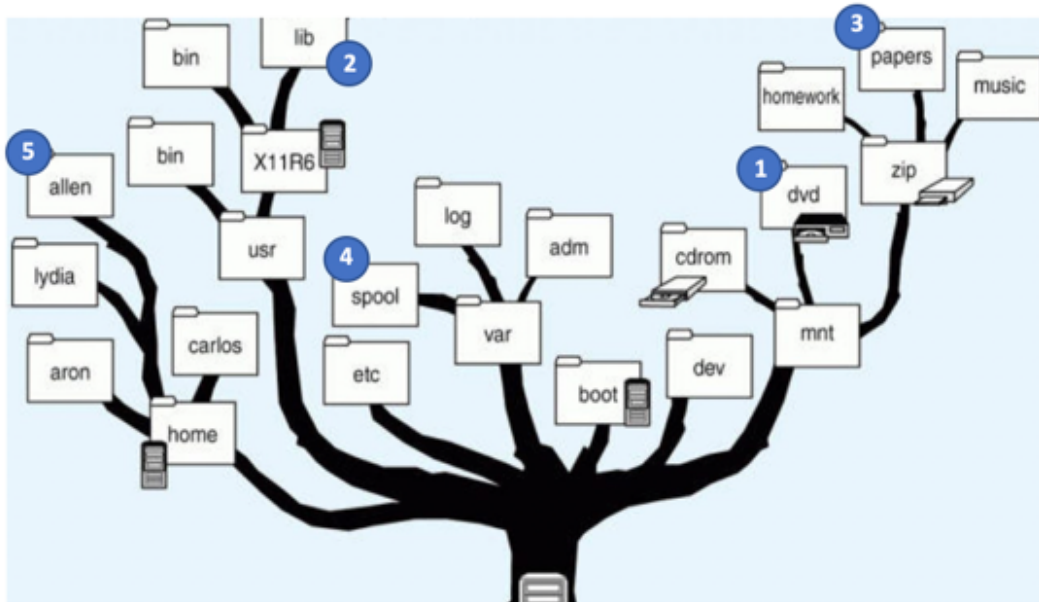 lib
bin
2
3
papers
music
homework
5
allen
bin
X11R6
1
dvd
zip
log
adm
usr
4
spool
cdrom
lydia
var
mnt
carlos
aron
etc
boot
dev
home